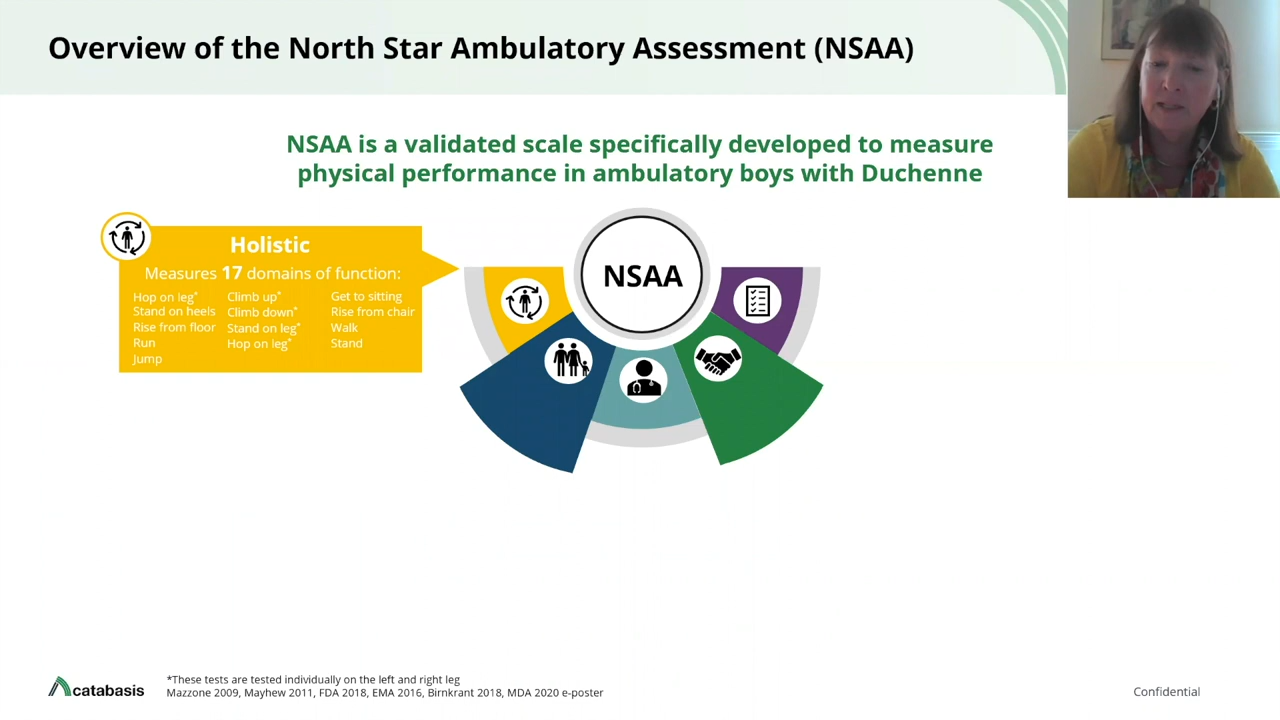 Overview of the North Star Ambulatory Assessment (NSAA)
NSAA is a validated scale specifically developed to measure
physical performance in ambulatory boys with Duchenne
Holistic
Measures 17 domains of function:
Hop on leg*
Stand on heels
Rise from floor
Run
Jump
Climb up*
Climb down*
Stand on leg*
Hop on leg*
Get to sitting
Rise from chair
Walk
Stand
NSAA
catabasis
*These tests are tested individually on the left and right leg
Mazzone 2009, Mayhew 2011, FDA 2018, EMA 2016, Birnkrant 2018, MDA 2020 e-poster
Confidential